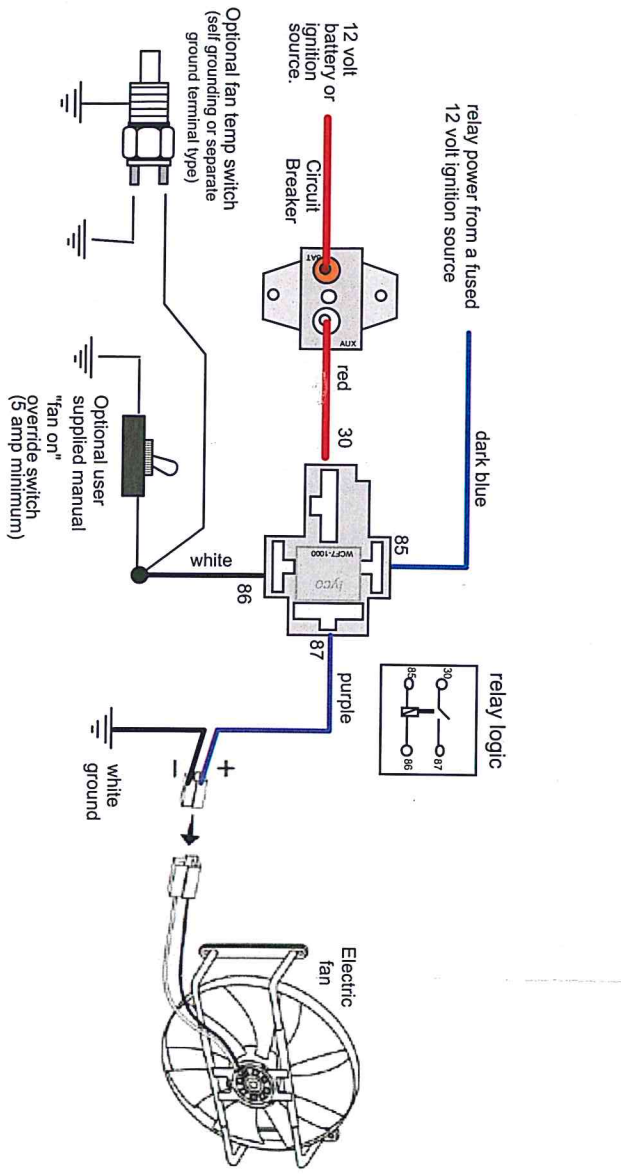 relay power from a fused
12 volt ignition source
dark blue
relay logic
30
87
85
86
12 volt
battery or
ignition
source.
Circuit
Breaker
BAT
AUX
red
30
85
WCF7-1000
tyco
87
86
purple
white
Optional fan temp switch
(self grounding or separate
ground terminal type)
Optional user
supplied manual
"fan on"
override switch
(5 amp minimum)
+
–
white
ground
Electric
fan